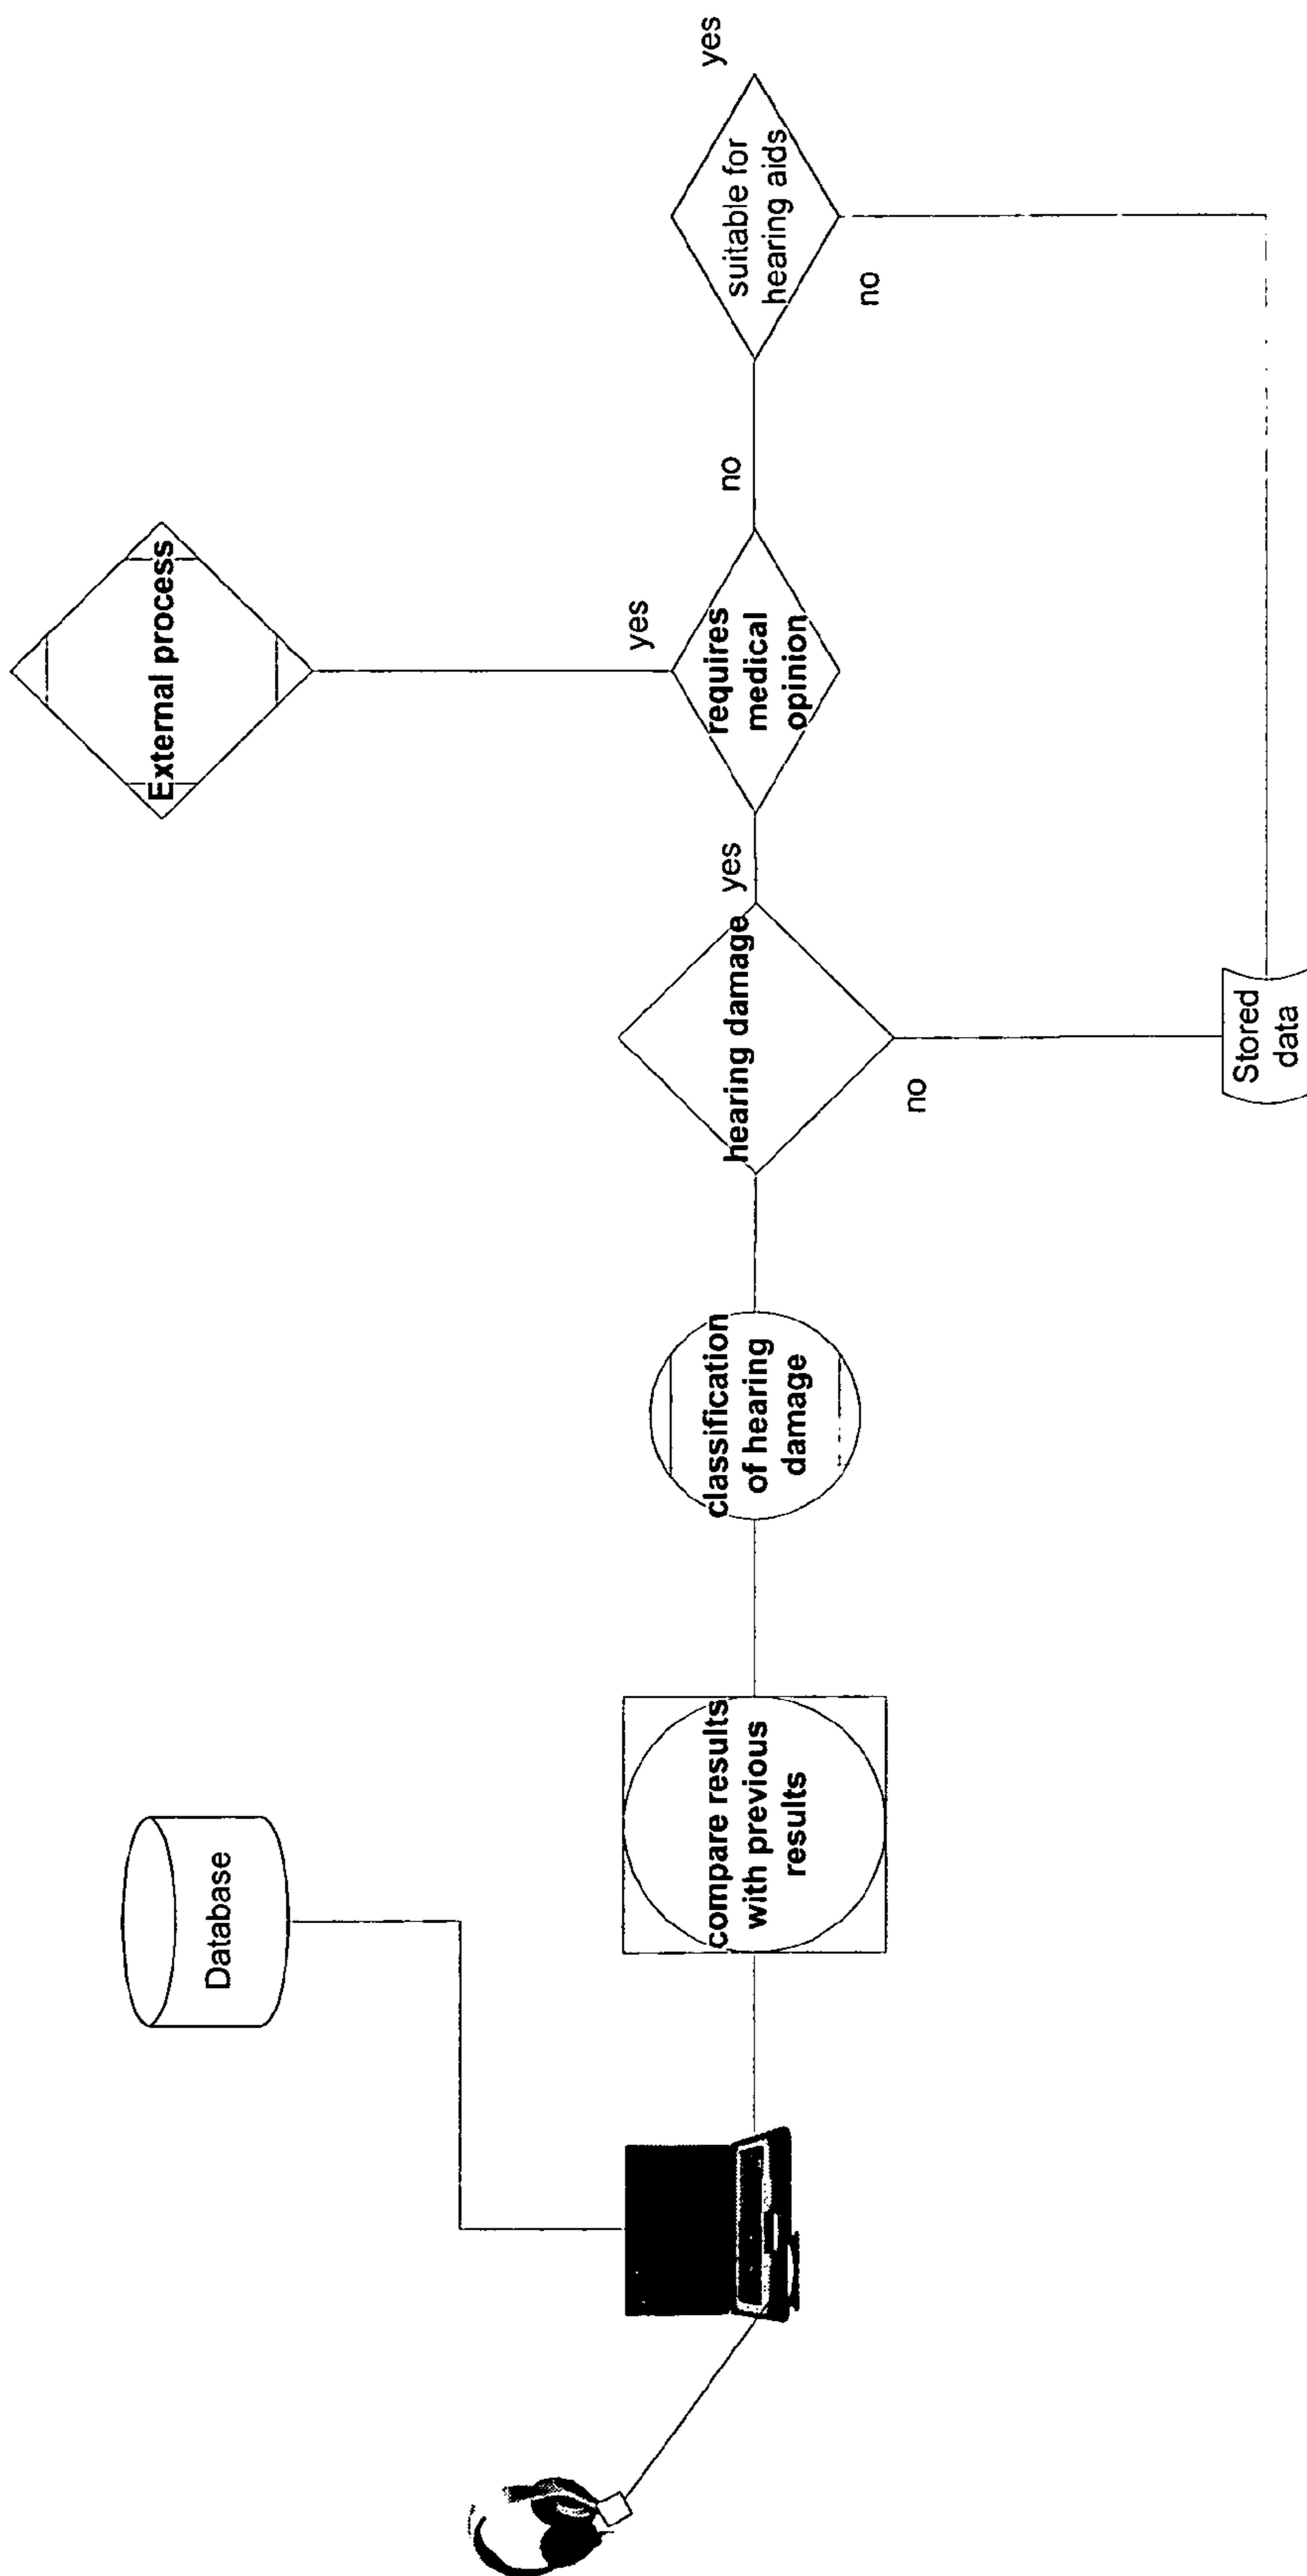 Database
compare results
with previous
results
classification
of hearing
damage
hearing damage
yes
no
Stored
data
requires
medical
opinion
yes
External process
no
suitable for
hearing aids
yes
no